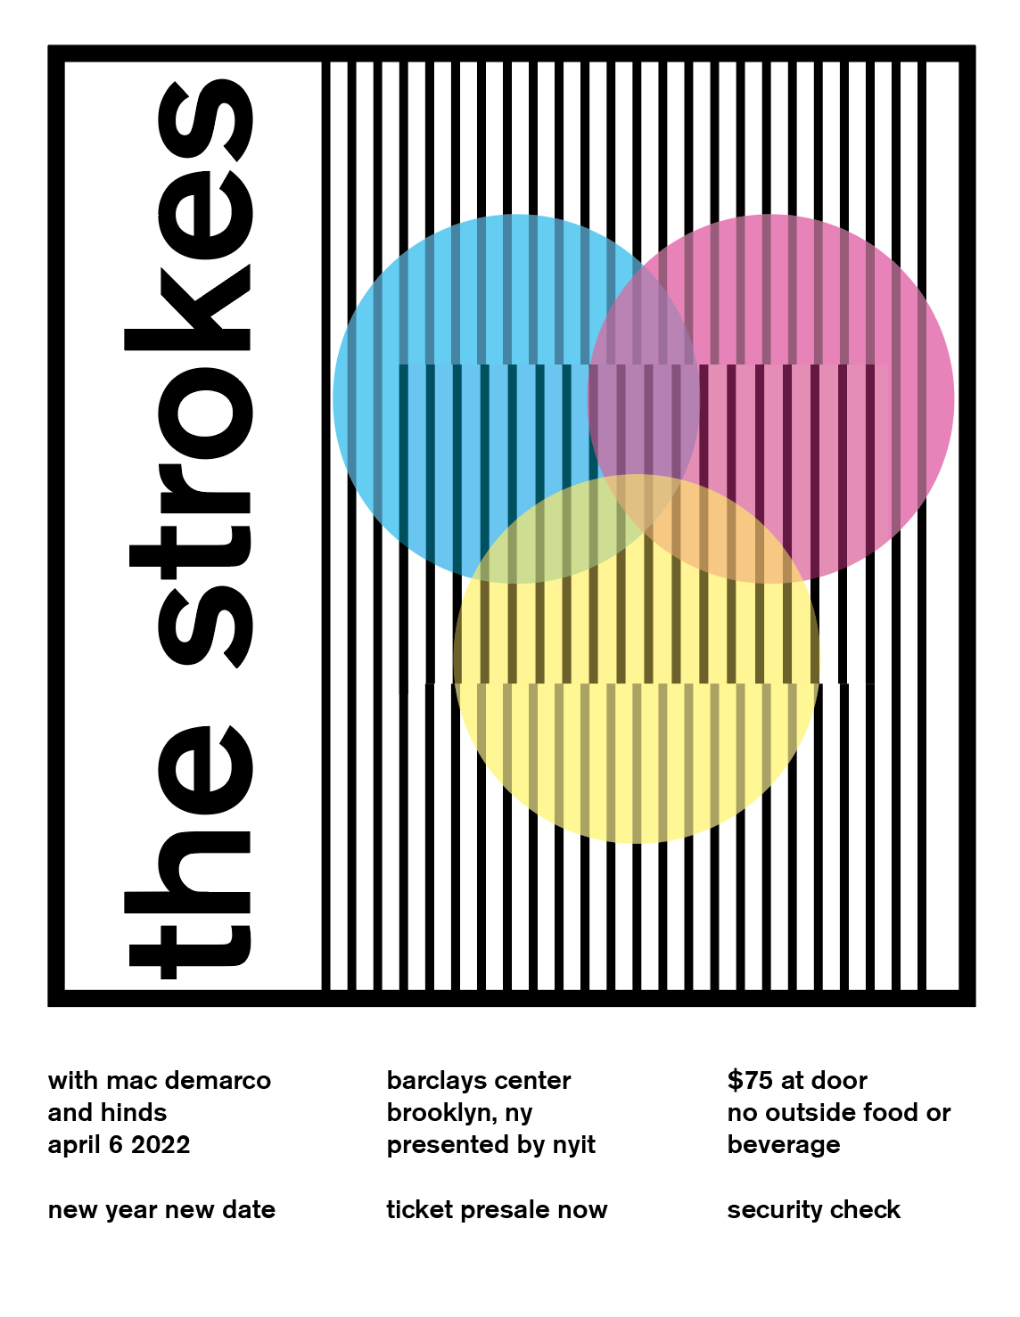 the strokes
with mac demarco
and hinds
april 6 2022
new year new date
barclays center
brooklyn, ny
presented by nyit
ticket presale now
$75 at door
no outside food or
beverage
security check